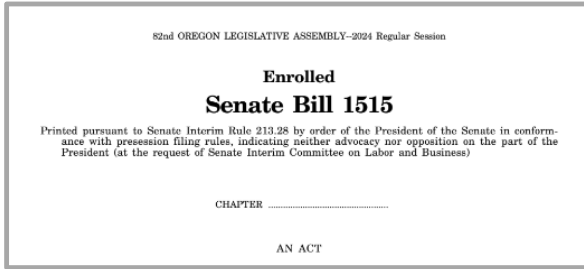 82nd OREGON LEGISLATIVE ASSEMBLY--2024 Regular Session
Enrolled
Senate Bill 1515
Printed pursuant to Senate Interim Rule 213.28 by order of the President of the Senate in conform-
ance with presession filing rules, indicating neither advocacy nor opposition on the part of the
President (at the request of Senate Interim Committee on Labor and Business)
CHAPTER .................................................
AN ACT